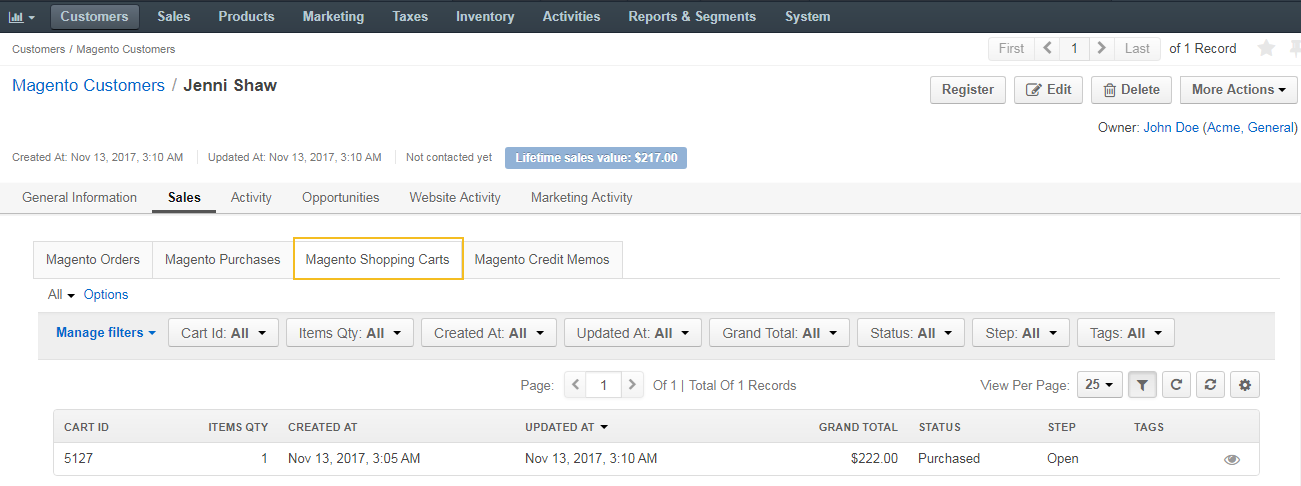 Customers Sales Products Marketing Taxes Inventory Activities Reports & Segments System
Customers / Magento Customers First 1 Last of 1 Record
Magento Customers / Jenni Shaw Register Edit Delete More Actions
Owner: John Doe (Acme, General)
Created At: Nov 13, 2017, 3:10 AM Updated At: Nov 13, 2017, 3:10 AM Not contacted yet Lifetime sales value: $217.00
General Information Sales Activity Opportunities Website Activity Marketing Activity
Magento Orders Magento Purchases Magento Shopping Carts Magento Credit Memos
All Options
Manage filters Cart Id: All Items Qty: All Created At: All Updated At: All Grand Total: All Status: All Step: All Tags: All
Page: 1 Of 1 | Total Of 1 Records View Per Page: 25
CART ID ITEMS QTY CREATED AT UPDATED AT GRAND TOTAL STATUS STEP TAGS
5127 1 Nov 13, 2017, 3:05 AM Nov 13, 2017, 3:10 AM $222.00 Purchased Open